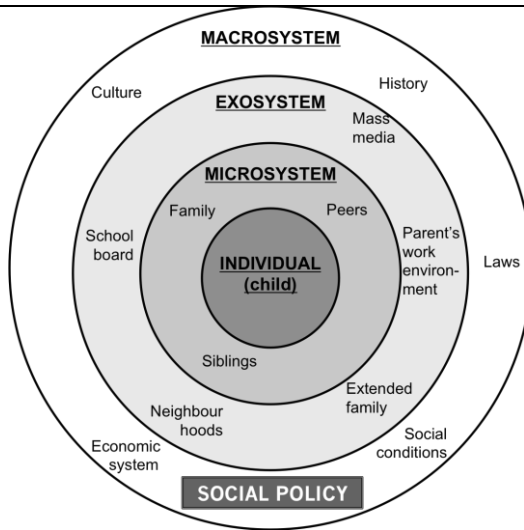 MACROSYSTEM
Culture
History
EXOSYSTEM
Mass
media
MICROSYSTEM
Family
Peers
School
board
INDIVIDUAL
(child)
Parent's
work
environ-
ment
Laws
Siblings
Extended
family
Neighbour
hoods
Economic
system
Social
conditions
SOCIAL POLICY